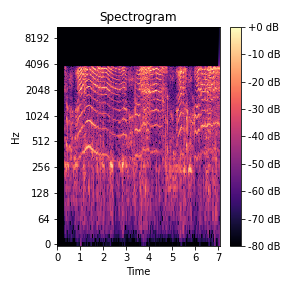 Spectrogram
8192
4096
2048
1024
512
256
128
64
0
Hz
0 1 2 3 4 5 6 7
Time
+0 dB
-10 dB
-20 dB
-30 dB
-40 dB
-50 dB
-60 dB
-70 dB
-80 dB